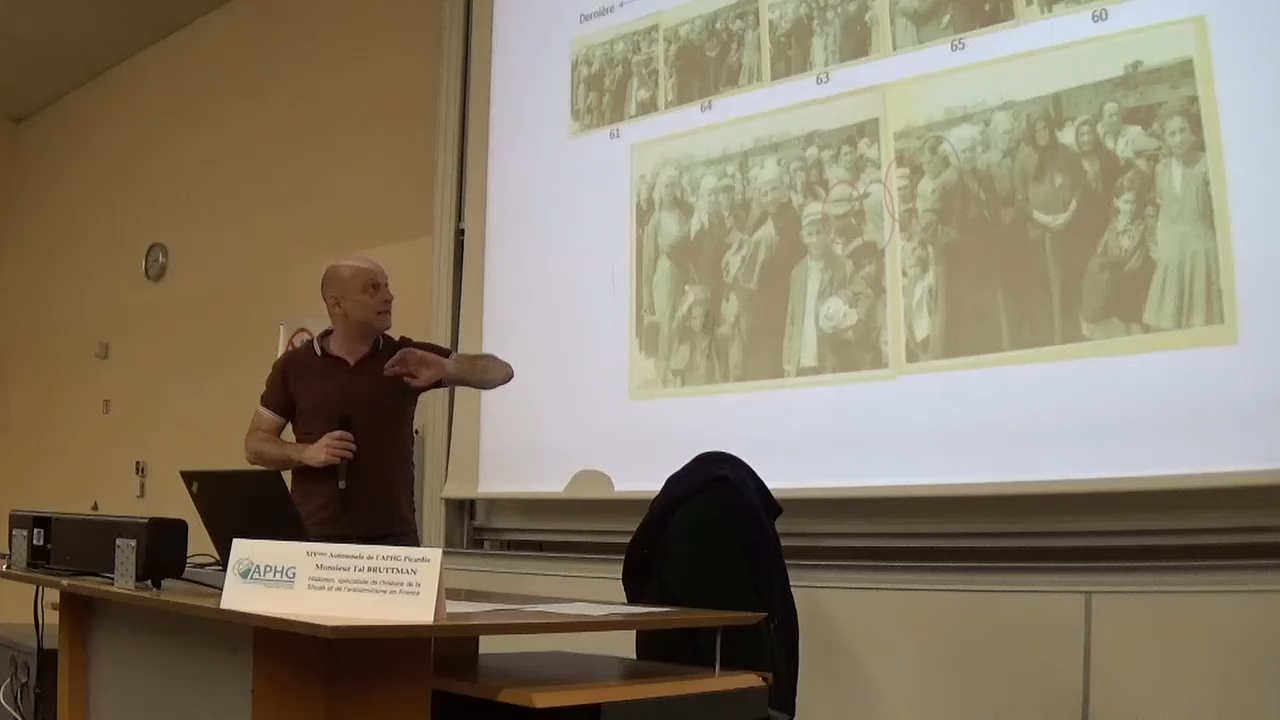 Dernière ←
60
65
63
64
61
XIVème Automnale de l'APHG Picardie
Monsieur Tal BRUTTMAN
Historien, spécialiste de l'histoire de la
Shoah et de l'antisémitisme en France
APHG